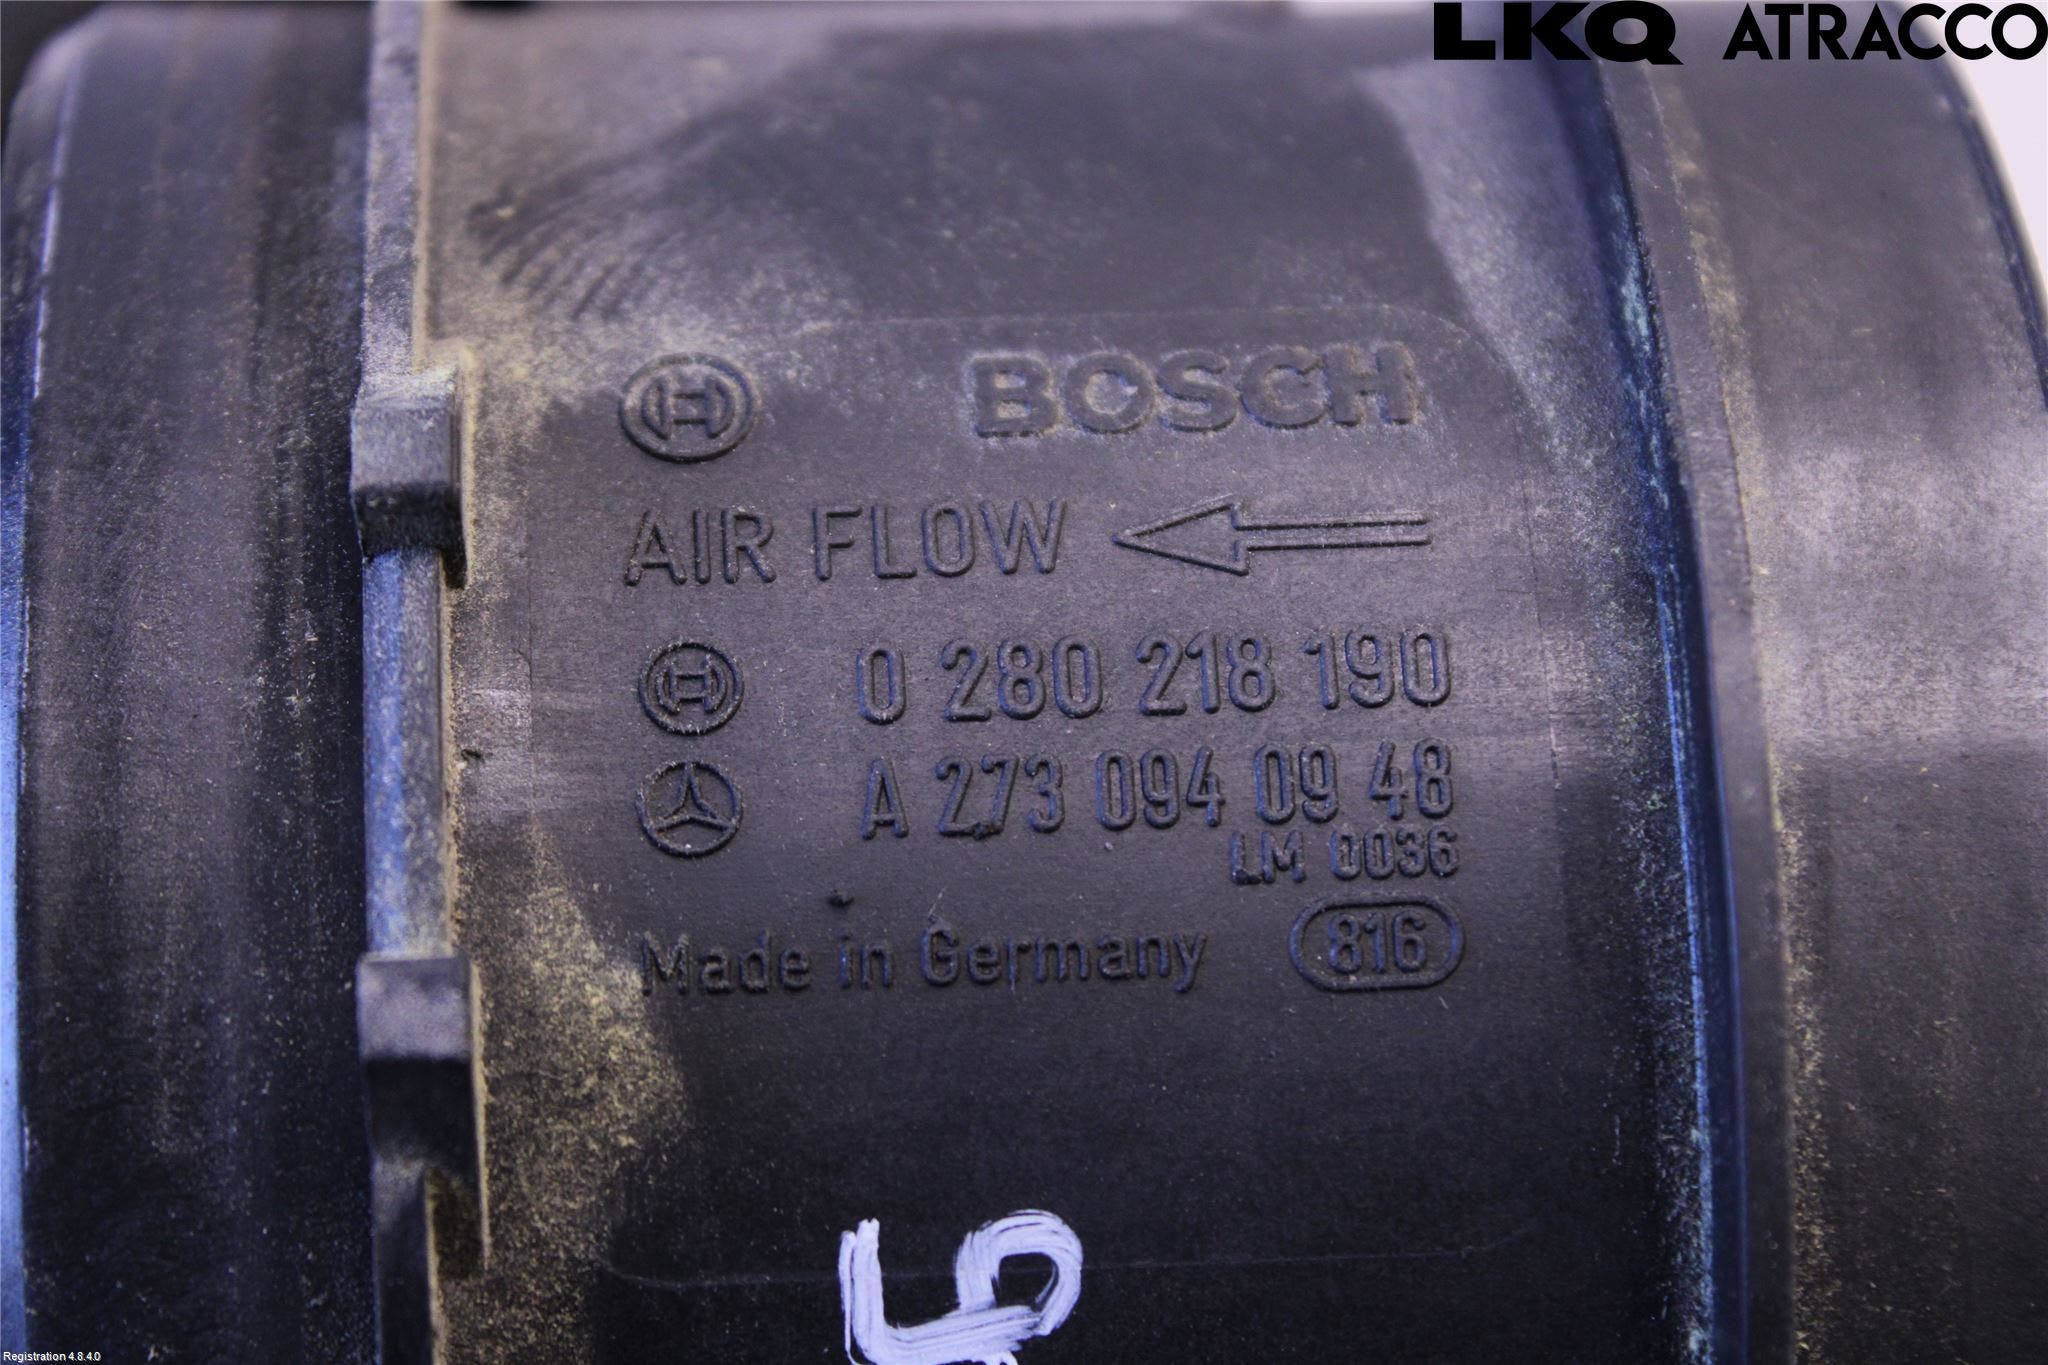 LKQ ATRACCO
BOSCH
AIR FLOW
0 280 218 190
A 273 094 09 48
LM 0036
Made in Germany 816
Registration 4.8.4.0